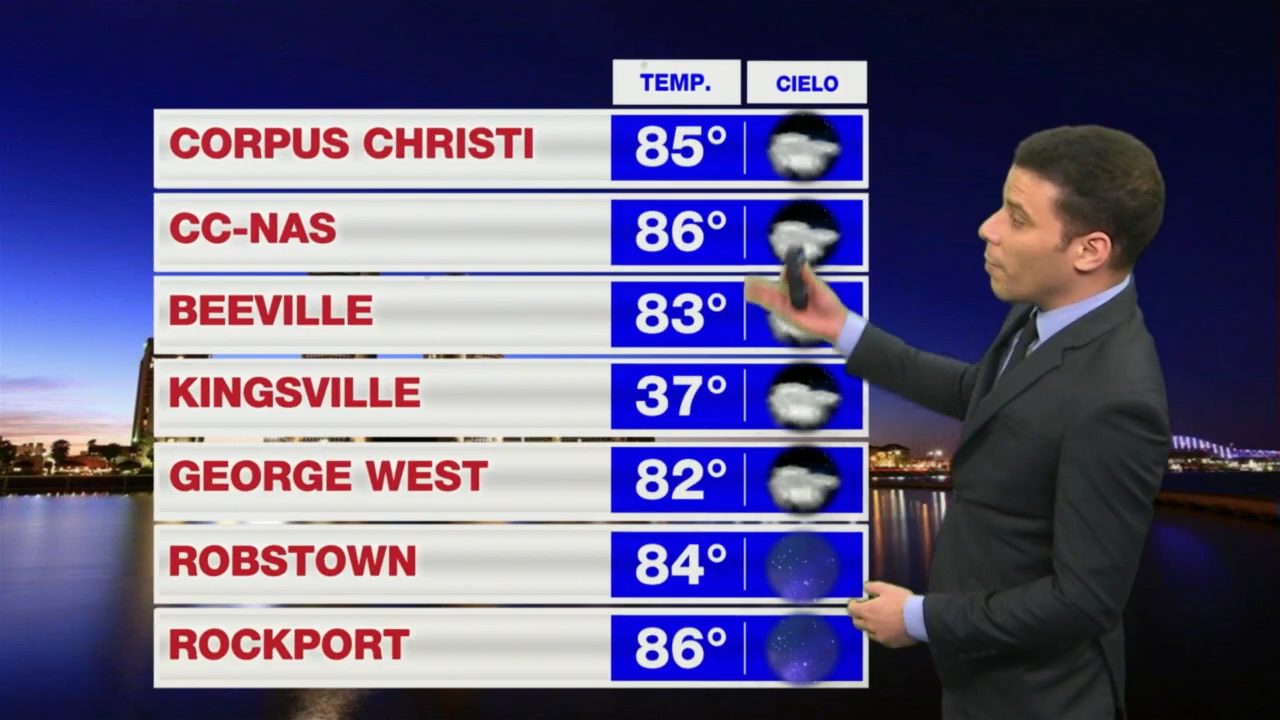 TEMP. CIELO
CORPUS CHRISTI 85°
CC-NAS 86°
BEEVILLE 83°
KINGSVILLE 37°
GEORGE WEST 82°
ROBSTOWN 84°
ROCKPORT 86°